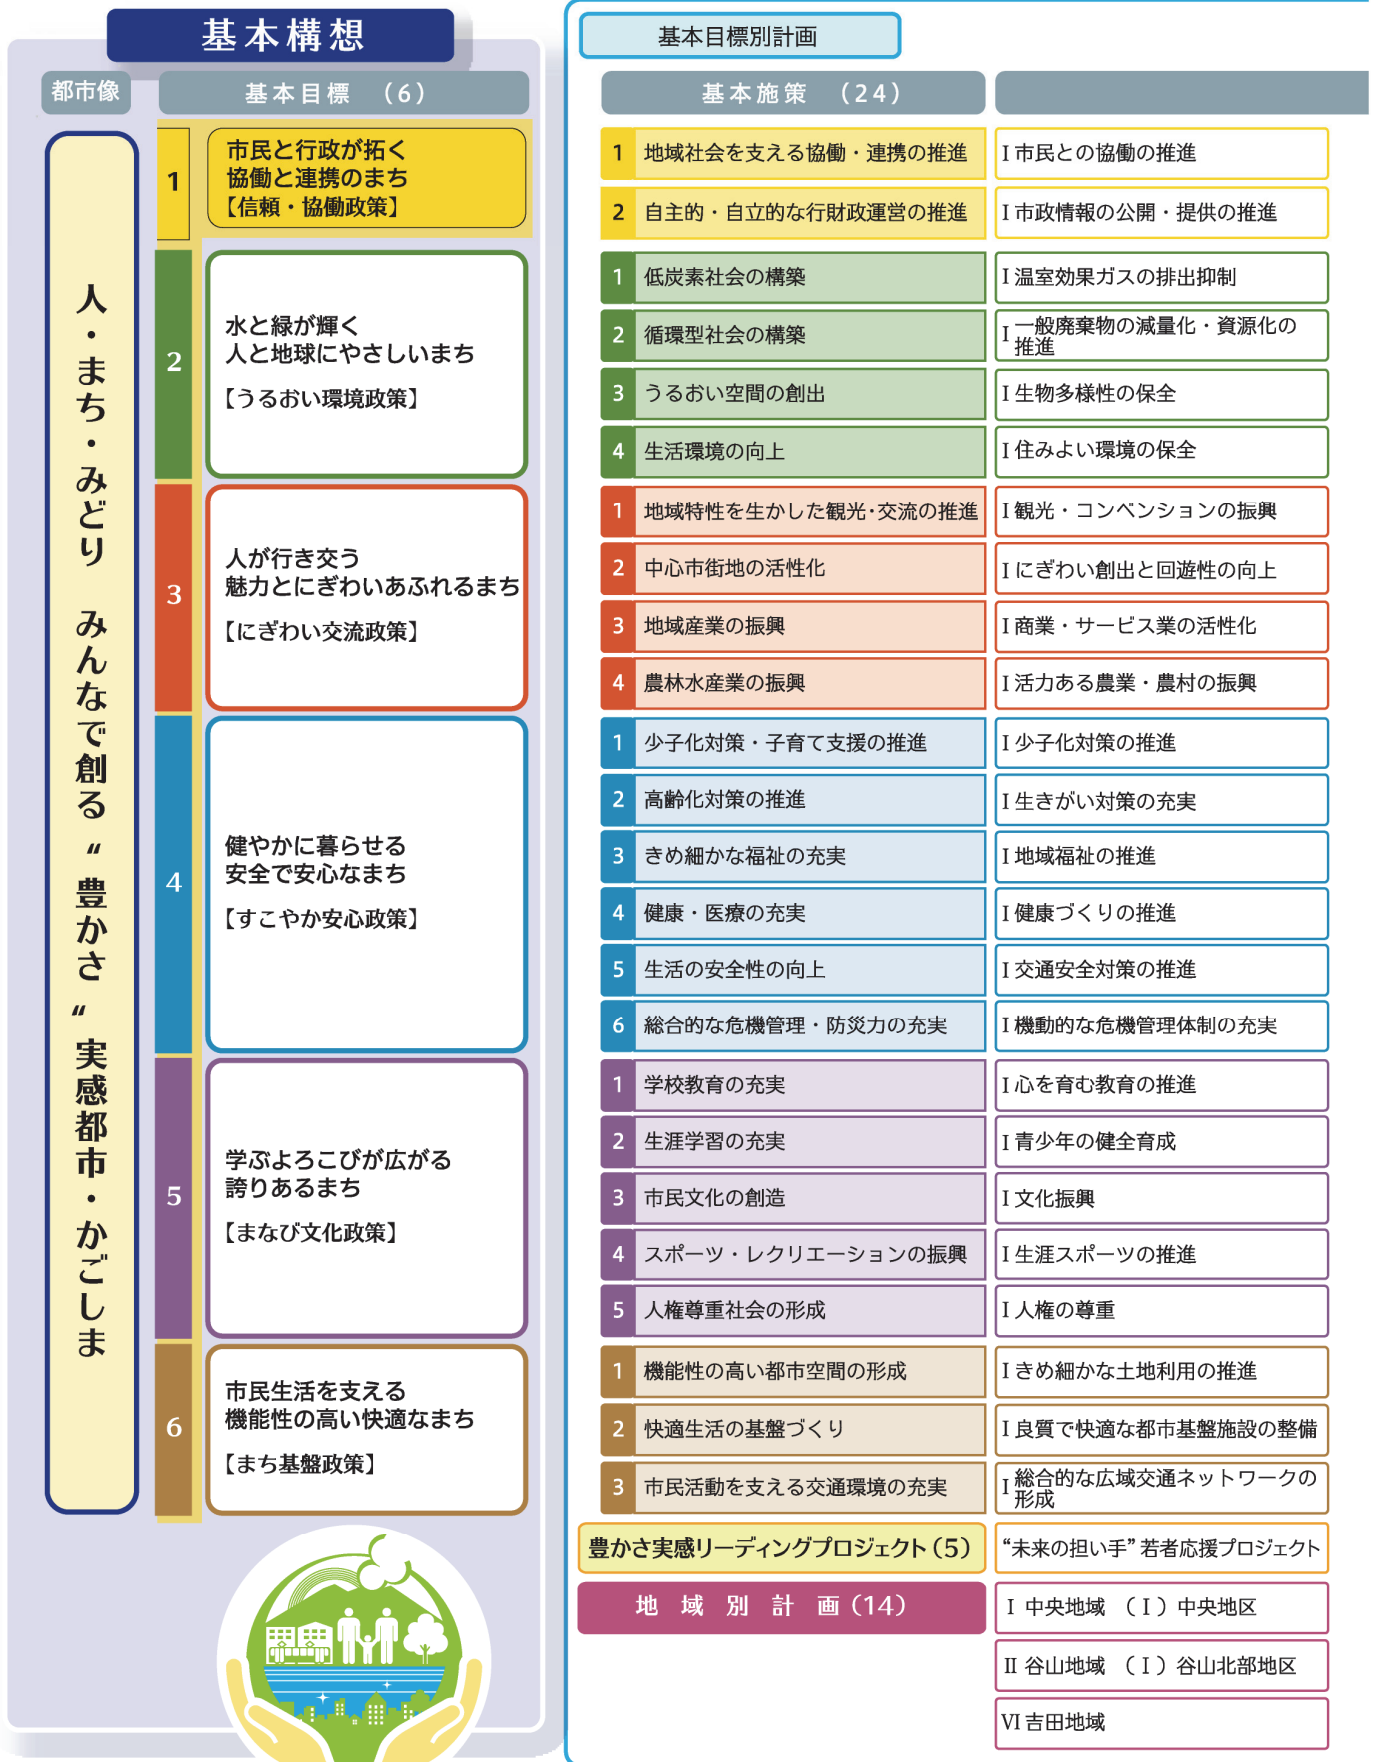 基本構想
都市像
基本目標 （6）
人・まち・みどり みんなで創る“豊かさ”実感都市・かごしま
1
市民と行政が拓く
協働と連携のまち
【信頼・協働政策】
2
水と緑が輝く
人と地球にやさしいまち
【うるおい環境政策】
3
人が行き交う
魅力とにぎわいあふれるまち
【にぎわい交流政策】
4
健やかに暮らせる
安全で安心なまち
【すこやか安心政策】
5
学ぶよろこびが広がる
誇りあるまち
【まなび文化政策】
6
市民生活を支える
機能性の高い快適なまち
【まち基盤政策】
基本目標別計画
基本施策 （24）
1 地域社会を支える協働・連携の推進
Ⅰ 市民との協働の推進
2 自主的・自立的な行財政運営の推進
Ⅰ 市政情報の公開・提供の推進
1 低炭素社会の構築
Ⅰ 温室効果ガスの排出抑制
2 循環型社会の構築
Ⅰ 一般廃棄物の減量化・資源化の
推進
3 うるおい空間の創出
Ⅰ 生物多様性の保全
4 生活環境の向上
Ⅰ 住みよい環境の保全
1 地域特性を生かした観光･交流の推進
Ⅰ 観光・コンベンションの振興
2 中心市街地の活性化
Ⅰ にぎわい創出と回遊性の向上
3 地域産業の振興
Ⅰ 商業・サービス業の活性化
4 農林水産業の振興
Ⅰ 活力ある農業・農村の振興
1 少子化対策・子育て支援の推進
Ⅰ 少子化対策の推進
2 高齢化対策の推進
Ⅰ 生きがい対策の充実
3 きめ細かな福祉の充実
Ⅰ 地域福祉の推進
4 健康・医療の充実
Ⅰ 健康づくりの推進
5 生活の安全性の向上
Ⅰ 交通安全対策の推進
6 総合的な危機管理・防災力の充実
Ⅰ 機動的な危機管理体制の充実
1 学校教育の充実
Ⅰ 心を育む教育の推進
2 生涯学習の充実
Ⅰ 青少年の健全育成
3 市民文化の創造
Ⅰ 文化振興
4 スポーツ・レクリエーションの振興
Ⅰ 生涯スポーツの推進
5 人権尊重社会の形成
Ⅰ 人権の尊重
1 機能性の高い都市空間の形成
Ⅰ きめ細かな土地利用の推進
2 快適生活の基盤づくり
Ⅰ 良質で快適な都市基盤施設の整備
3 市民活動を支える交通環境の充実
Ⅰ 総合的な広域交通ネットワークの
形成
豊かさ実感リーディングプロジェクト（5）
“未来の担い手” 若者応援プロジェクト
地域別計画（14）
Ⅰ 中央地域 （Ⅰ）中央地区
Ⅱ 谷山地域 （Ⅰ）谷山北部地区
Ⅵ 吉田地域